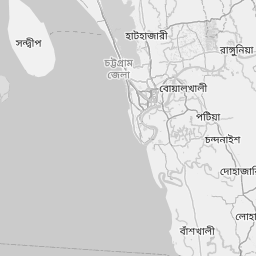 হাটহাজারী
সন্দ্বীপ
রাঙ্গুনিয়া
চট্টগ্রাম
জেলা
বোয়ালখালী
পটিয়া
চন্দনাইশ
দোহাজা
লোহা
বাঁশখালী